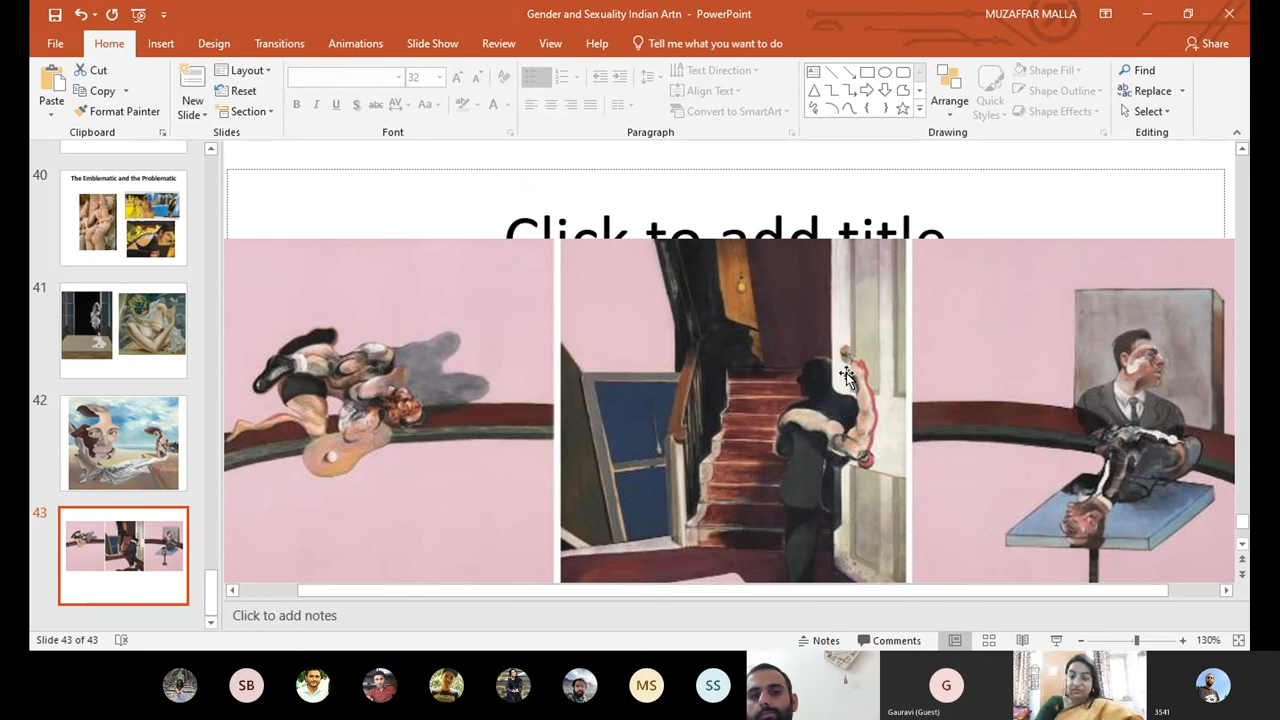 Gender and Sexuality Indian Artn - PowerPoint
MUZAFFAR MALLA
File Home Insert Design Transitions Animations Slide Show Review View Help Tell me what you want to do Share
Paste
Cut
Copy
Format Painter
Clipboard
New Slide
Layout
Reset
Section
Slides
32
Font
Paragraph
Text Direction
Align Text
Convert to SmartArt
Arrange
Quick Styles
Shape Fill
Shape Outline
Shape Effects
Drawing
Find
Replace
Select
Editing
40
The Emblematic and the Problematic
41
42
43
Click to add title
Click to add notes
Slide 43 of 43
Notes
Comments
130%
SB
MS
SS
G
Gauravi (Guest)
3541